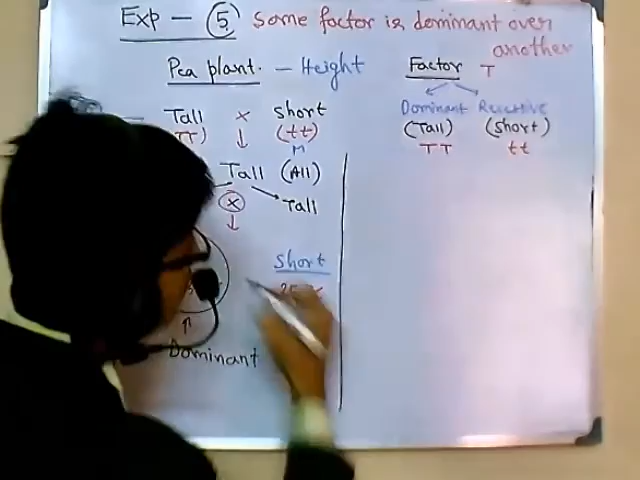 Exp - 5 some factor is dominant over
another
Pea plant. - Height
Tall × short
TT) (tt)
Tall (All)
× Tall
short
Dominant
Factor T
Dominant Recessive
(Tall) (short)
TT tt